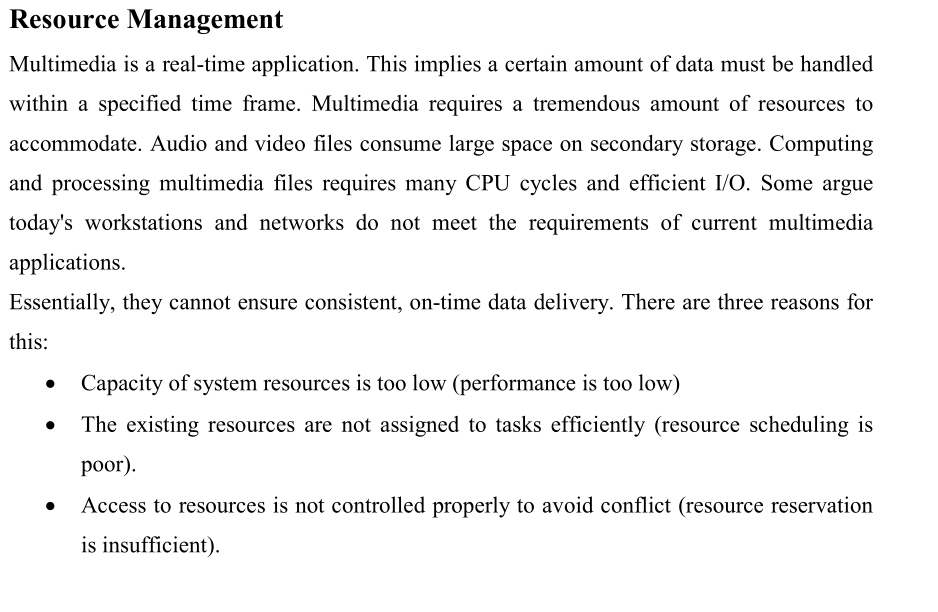 Resource Management
Multimedia is a real-time application. This implies a certain amount of data must be handled
within a specified time frame. Multimedia requires a tremendous amount of resources to
accommodate. Audio and video files consume large space on secondary storage. Computing
and processing multimedia files requires many CPU cycles and efficient I/O. Some argue
today's workstations and networks do not meet the requirements of current multimedia
applications.
Essentially, they cannot ensure consistent, on-time data delivery. There are three reasons for
this:
• Capacity of system resources is too low (performance is too low)
• The existing resources are not assigned to tasks efficiently (resource scheduling is
poor).
• Access to resources is not controlled properly to avoid conflict (resource reservation
is insufficient).